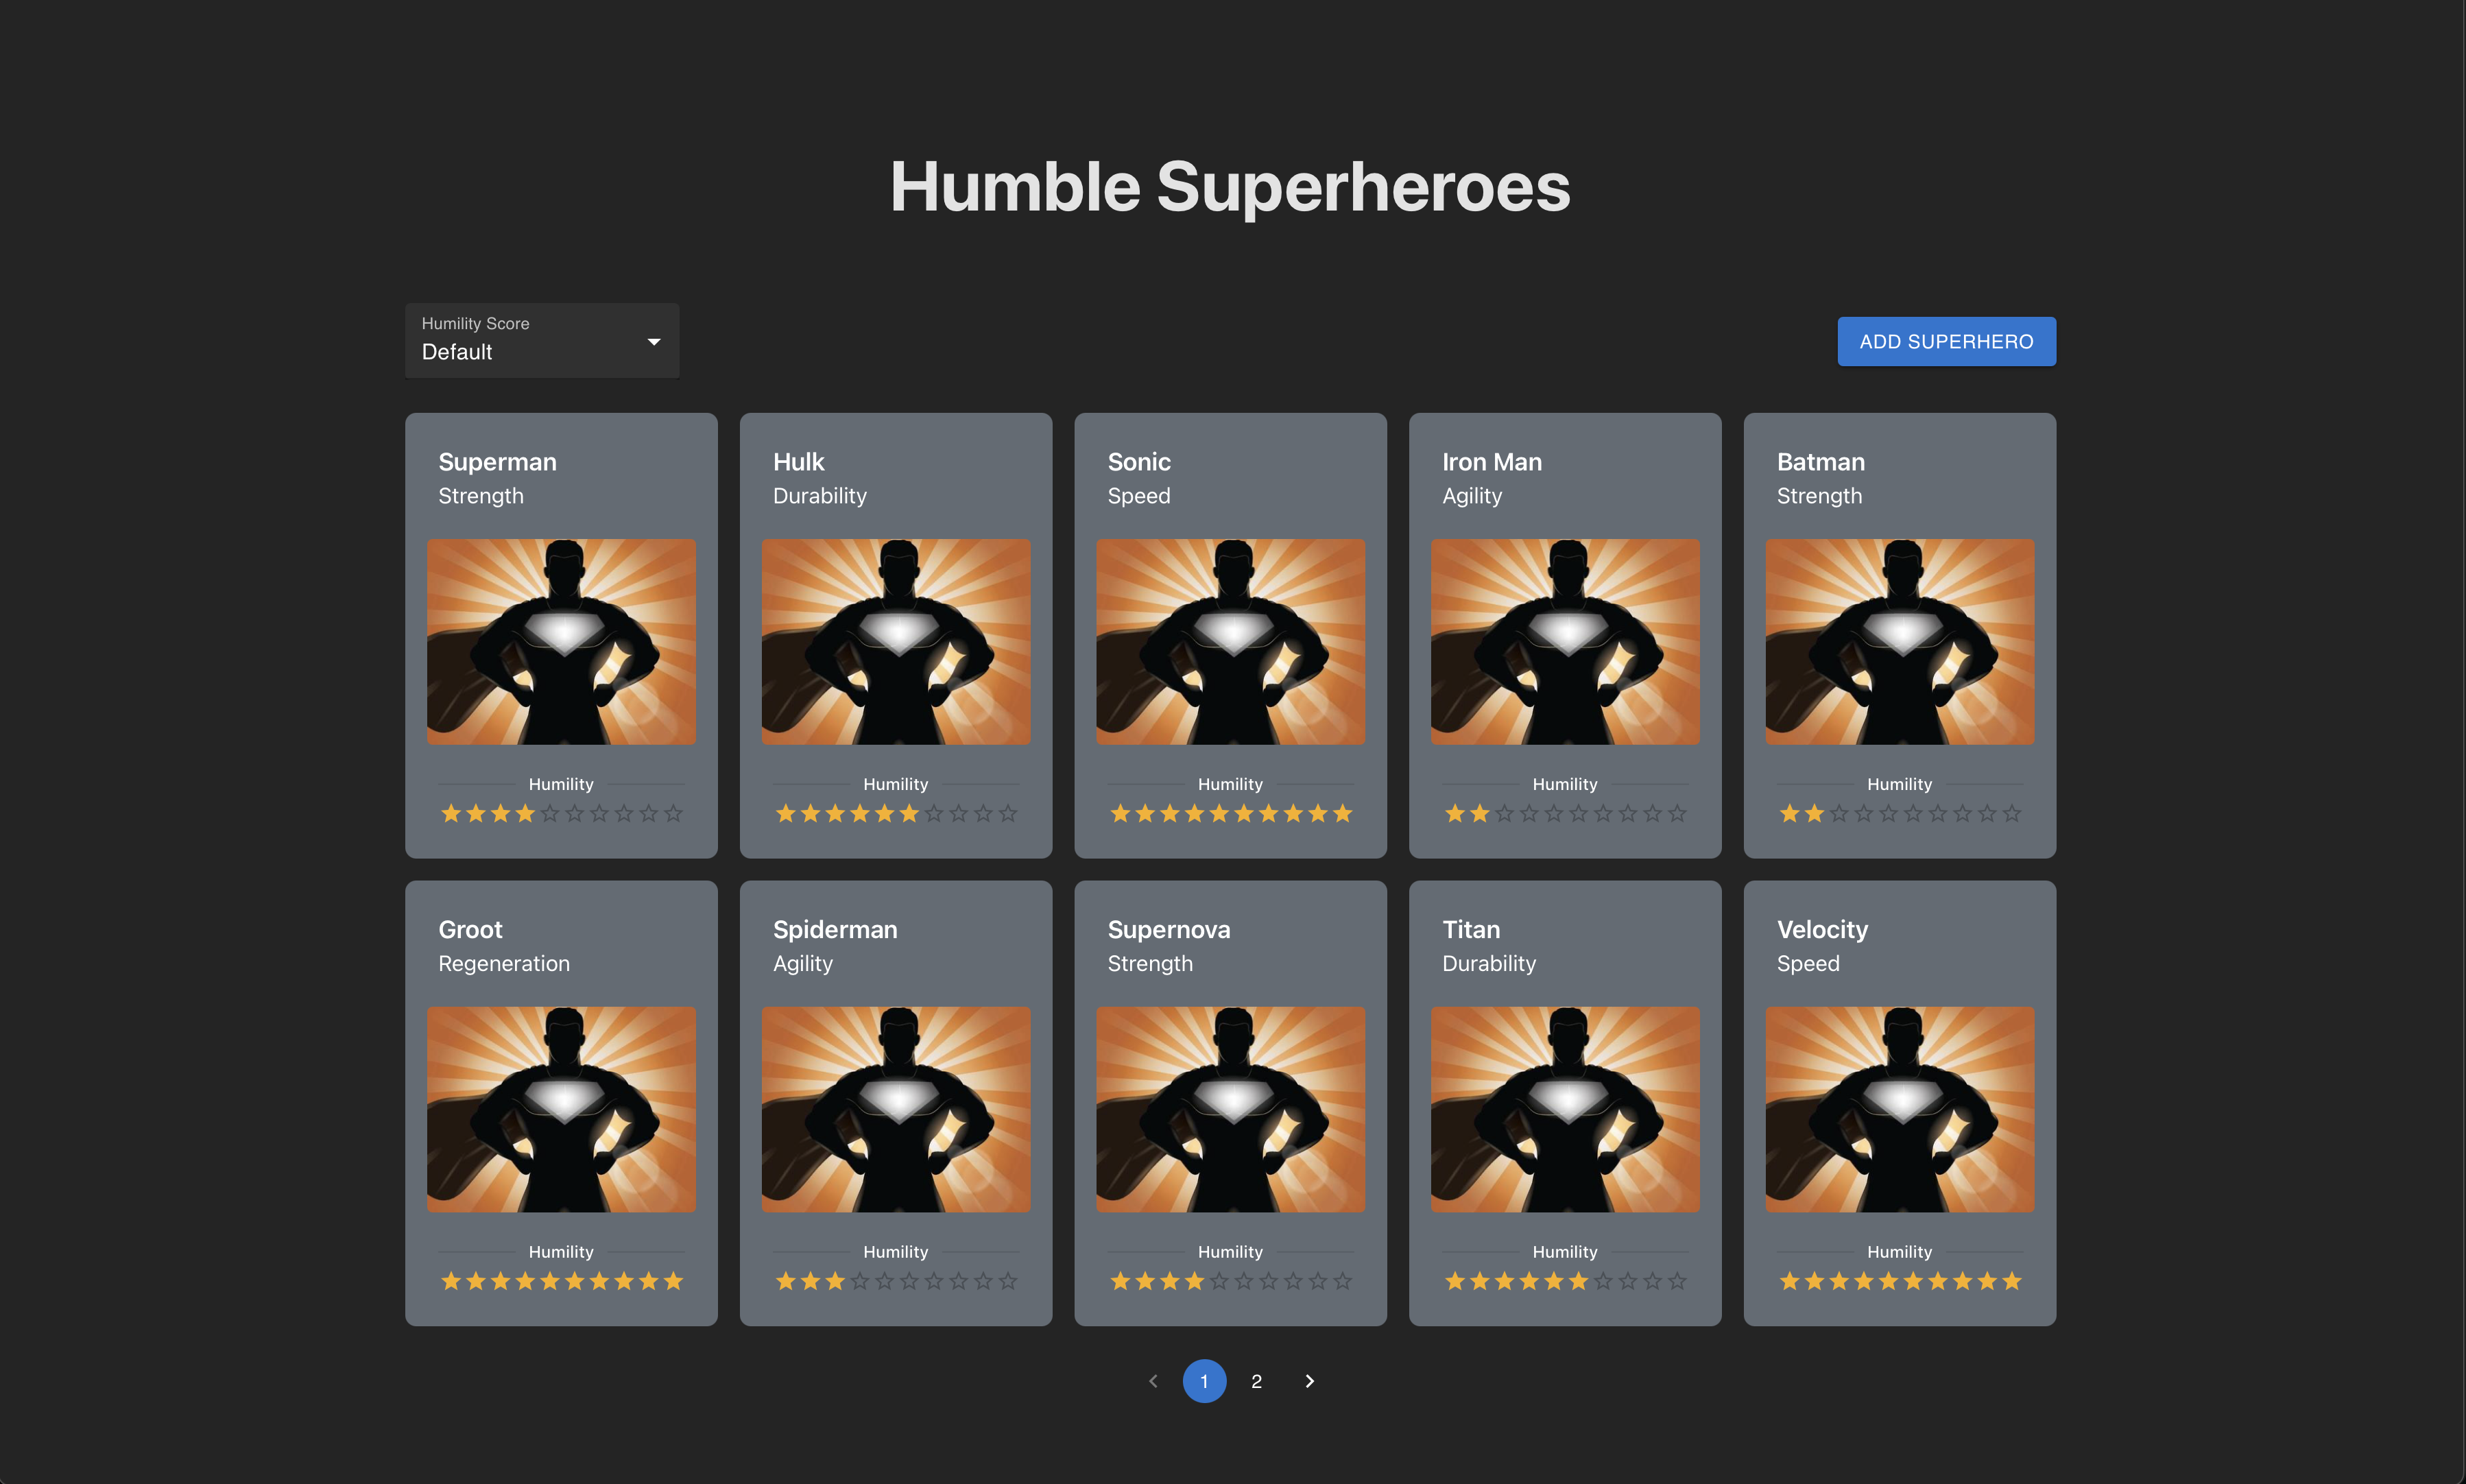 Humble Superheroes
Humility Score
Default
ADD SUPERHERO
Superman
Strength
Humility
Hulk
Durability
Humility
Sonic
Speed
Humility
Iron Man
Agility
Humility
Batman
Strength
Humility
Groot
Regeneration
Humility
Spiderman
Agility
Humility
Supernova
Strength
Humility
Titan
Durability
Humility
Velocity
Speed
Humility
1 2